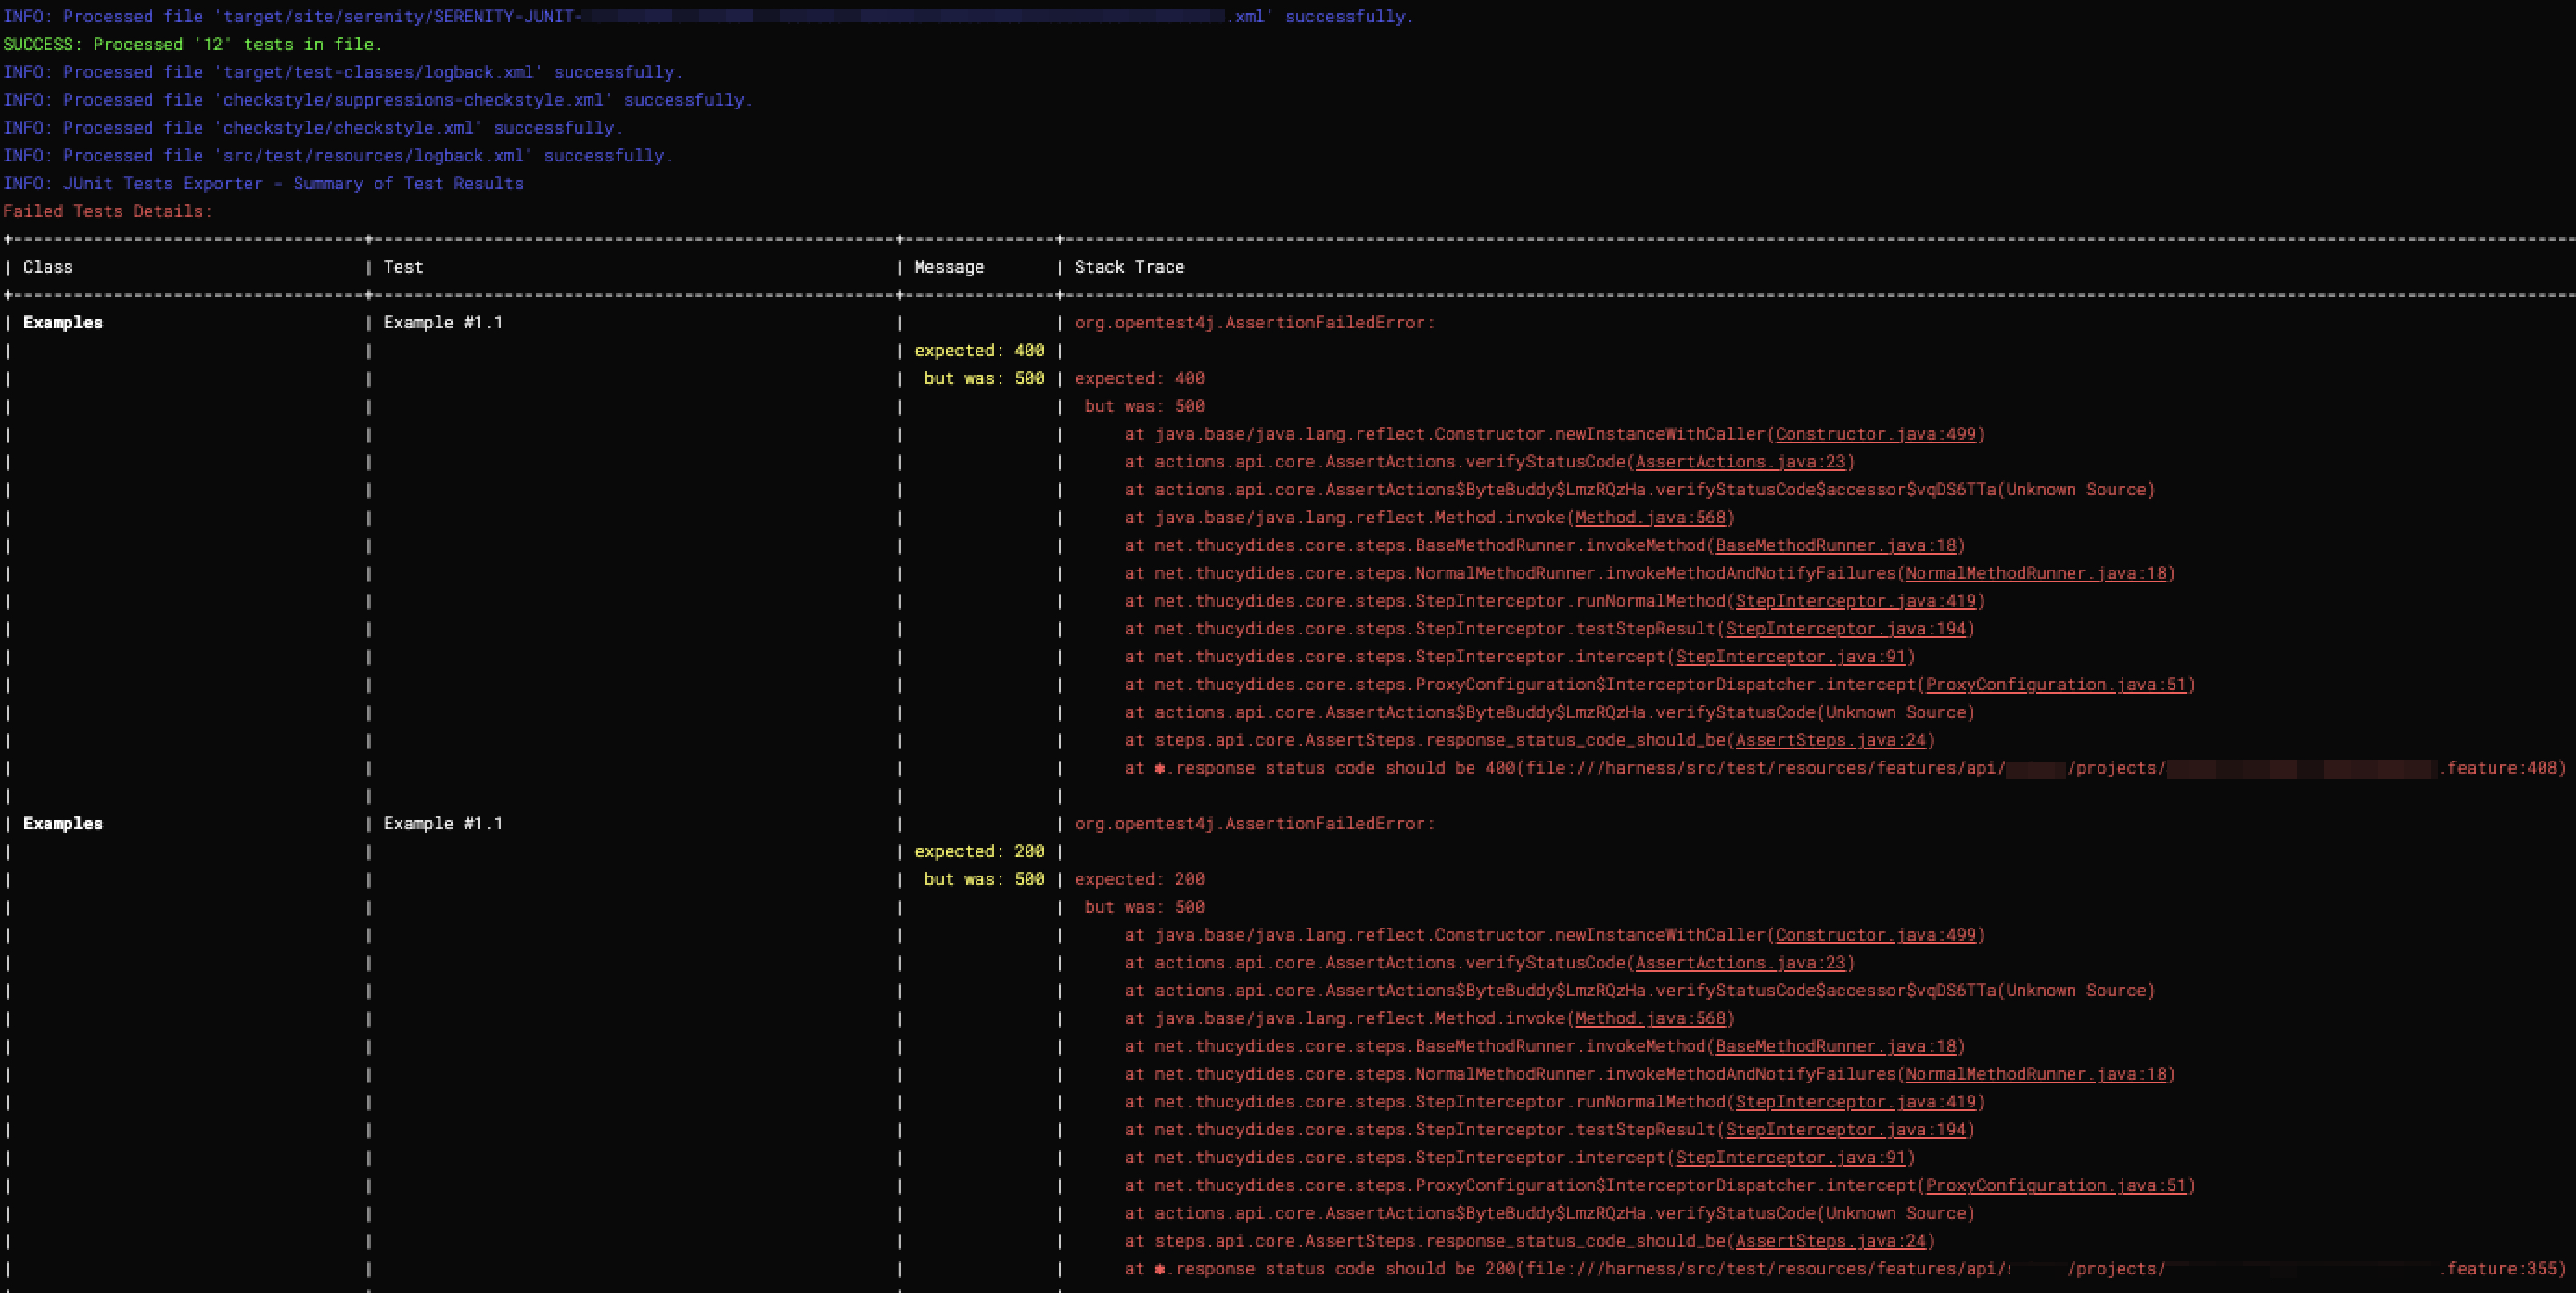 INFO: Processed file 'target/site/serenity/SERENITY-JUNIT- .xml' successfully.
SUCCESS: Processed '12' tests in file.
INFO: Processed file 'target/test-classes/logback.xml' successfully.
INFO: Processed file 'checkstyle/suppressions-checkstyle.xml' successfully.
INFO: Processed file 'checkstyle/checkstyle.xml' successfully.
INFO: Processed file 'src/test/resources/logback.xml' successfully.
INFO: JUnit Tests Exporter - Summary of Test Results
Failed Tests Details:
| Class | Test | Message | Stack Trace
| Examples | Example #1.1 | | org.opentest4j.AssertionFailedError:
| | | expected: 400 |
| | | but was: 500 | expected: 400
| | | | but was: 500
| | | | at java.base/java.lang.reflect.Constructor.newInstanceWithCaller(Constructor.java:499)
| | | | at actions.api.core.AssertActions.verifyStatusCode(AssertActions.java:23)
| | | | at actions.api.core.AssertActions$ByteBuddy$LmzRQzHa.verifyStatusCode$accessor$vqDS6TTa(Unknown Source)
| | | | at java.base/java.lang.reflect.Method.invoke(Method.java:568)
| | | | at net.thucydides.core.steps.BaseMethodRunner.invokeMethod(BaseMethodRunner.java:18)
| | | | at net.thucydides.core.steps.NormalMethodRunner.invokeMethodAndNotifyFailures(NormalMethodRunner.java:18)
| | | | at net.thucydides.core.steps.StepInterceptor.runNormalMethod(StepInterceptor.java:419)
| | | | at net.thucydides.core.steps.StepInterceptor.testStepResult(StepInterceptor.java:194)
| | | | at net.thucydides.core.steps.StepInterceptor.intercept(StepInterceptor.java:91)
| | | | at net.thucydides.core.steps.ProxyConfiguration$InterceptorDispatcher.intercept(ProxyConfiguration.java:51)
| | | | at actions.api.core.AssertActions$ByteBuddy$LmzRQzHa.verifyStatusCode(Unknown Source)
| | | | at steps.api.core.AssertSteps.response_status_code_should_be(AssertSteps.java:24)
| | | | at ✱.response status code should be 400(file:///harness/src/test/resources/features/api/ /projects/ .feature:408)
| | | |
| Examples | Example #1.1 | | org.opentest4j.AssertionFailedError:
| | | expected: 200 |
| | | but was: 500 | expected: 200
| | | | but was: 500
| | | | at java.base/java.lang.reflect.Constructor.newInstanceWithCaller(Constructor.java:499)
| | | | at actions.api.core.AssertActions.verifyStatusCode(AssertActions.java:23)
| | | | at actions.api.core.AssertActions$ByteBuddy$LmzRQzHa.verifyStatusCode$accessor$vqDS6TTa(Unknown Source)
| | | | at java.base/java.lang.reflect.Method.invoke(Method.java:568)
| | | | at net.thucydides.core.steps.BaseMethodRunner.invokeMethod(BaseMethodRunner.java:18)
| | | | at net.thucydides.core.steps.NormalMethodRunner.invokeMethodAndNotifyFailures(NormalMethodRunner.java:18)
| | | | at net.thucydides.core.steps.StepInterceptor.runNormalMethod(StepInterceptor.java:419)
| | | | at net.thucydides.core.steps.StepInterceptor.testStepResult(StepInterceptor.java:194)
| | | | at net.thucydides.core.steps.StepInterceptor.intercept(StepInterceptor.java:91)
| | | | at net.thucydides.core.steps.ProxyConfiguration$InterceptorDispatcher.intercept(ProxyConfiguration.java:51)
| | | | at actions.api.core.AssertActions$ByteBuddy$LmzRQzHa.verifyStatusCode(Unknown Source)
| | | | at steps.api.core.AssertSteps.response_status_code_should_be(AssertSteps.java:24)
| | | | at ✱.response status code should be 200(file:///harness/src/test/resources/features/api/ /projects/ .feature:355)